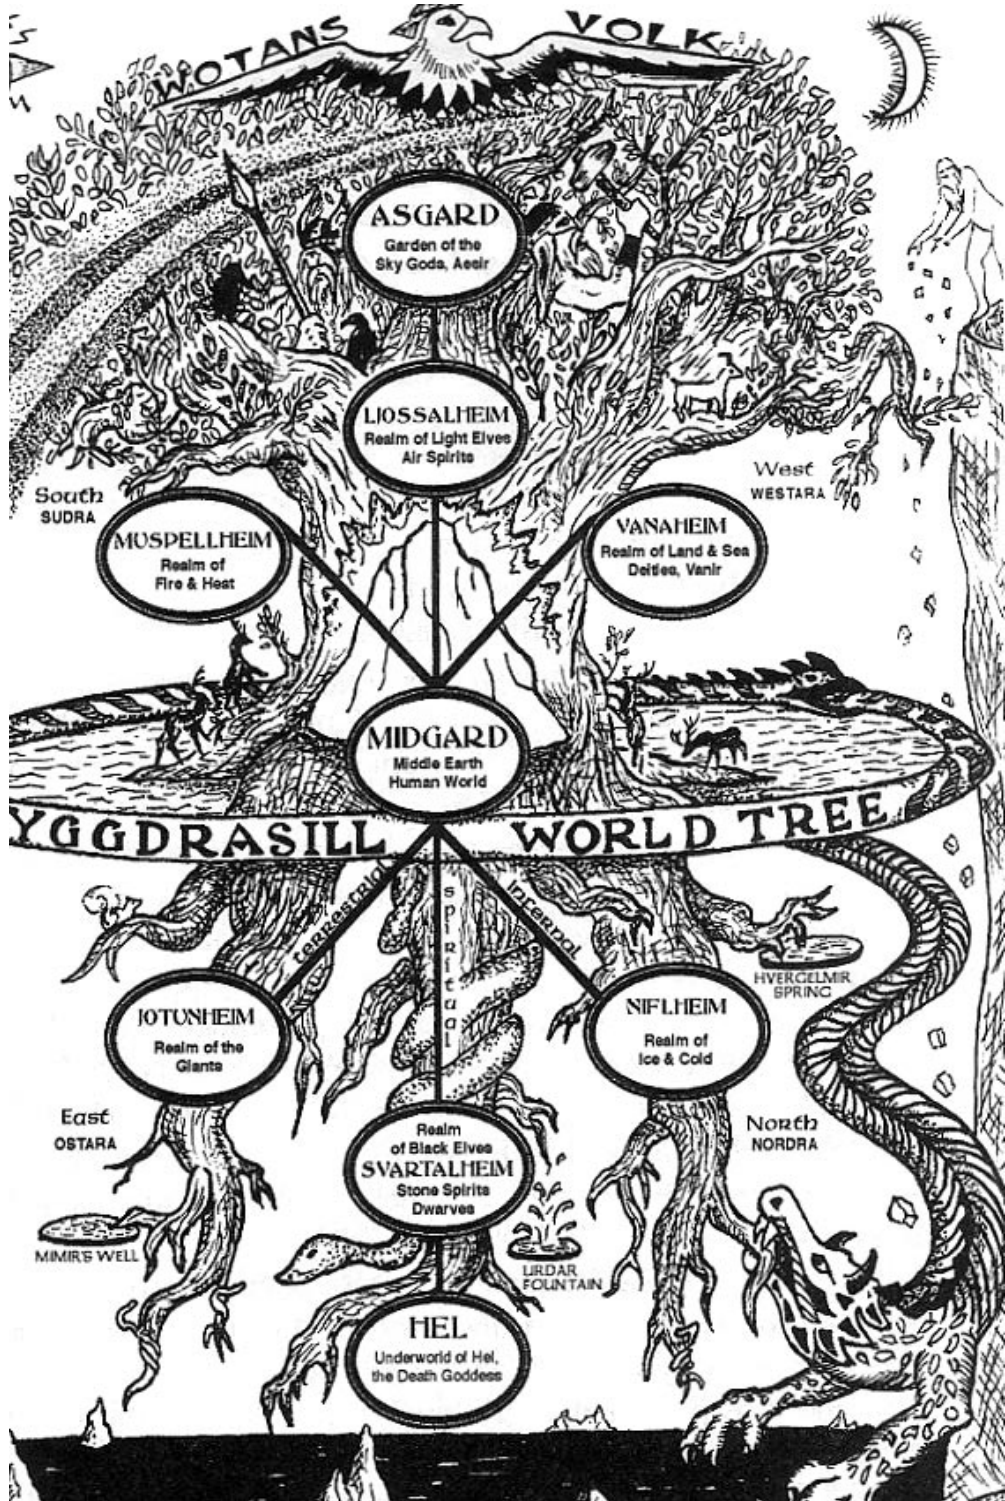 WOTANS VOLK
ASGARD
Garden of the
Sky Gods, Aesir
LJOSSALHEIM
Realm of Light Elves
Air Spirits
South
SUDRA
West
WESTARA
MUSPELLHEIM
Realm of
Fire & Heat
VANAHEIM
Realm of Land & Sea
Deities, Vanir
MIDGARD
Middle Earth
Human World
YGGDRASILL WORLD TREE
terrestrial
spiritual
infernal
HVERGELMIR
SPRING
JOTUNHEIM
Realm of the
Giants
NIFLHEIM
Realm of
Ice & Cold
East
OSTARA
North
NORDRA
Realm
of Black Elves
SVARTALHEIM
Stone Spirits
Dwarves
MIMIR'S WELL
URDAR
FOUNTAIN
HEL
Underworld of Hel,
the Death Goddess